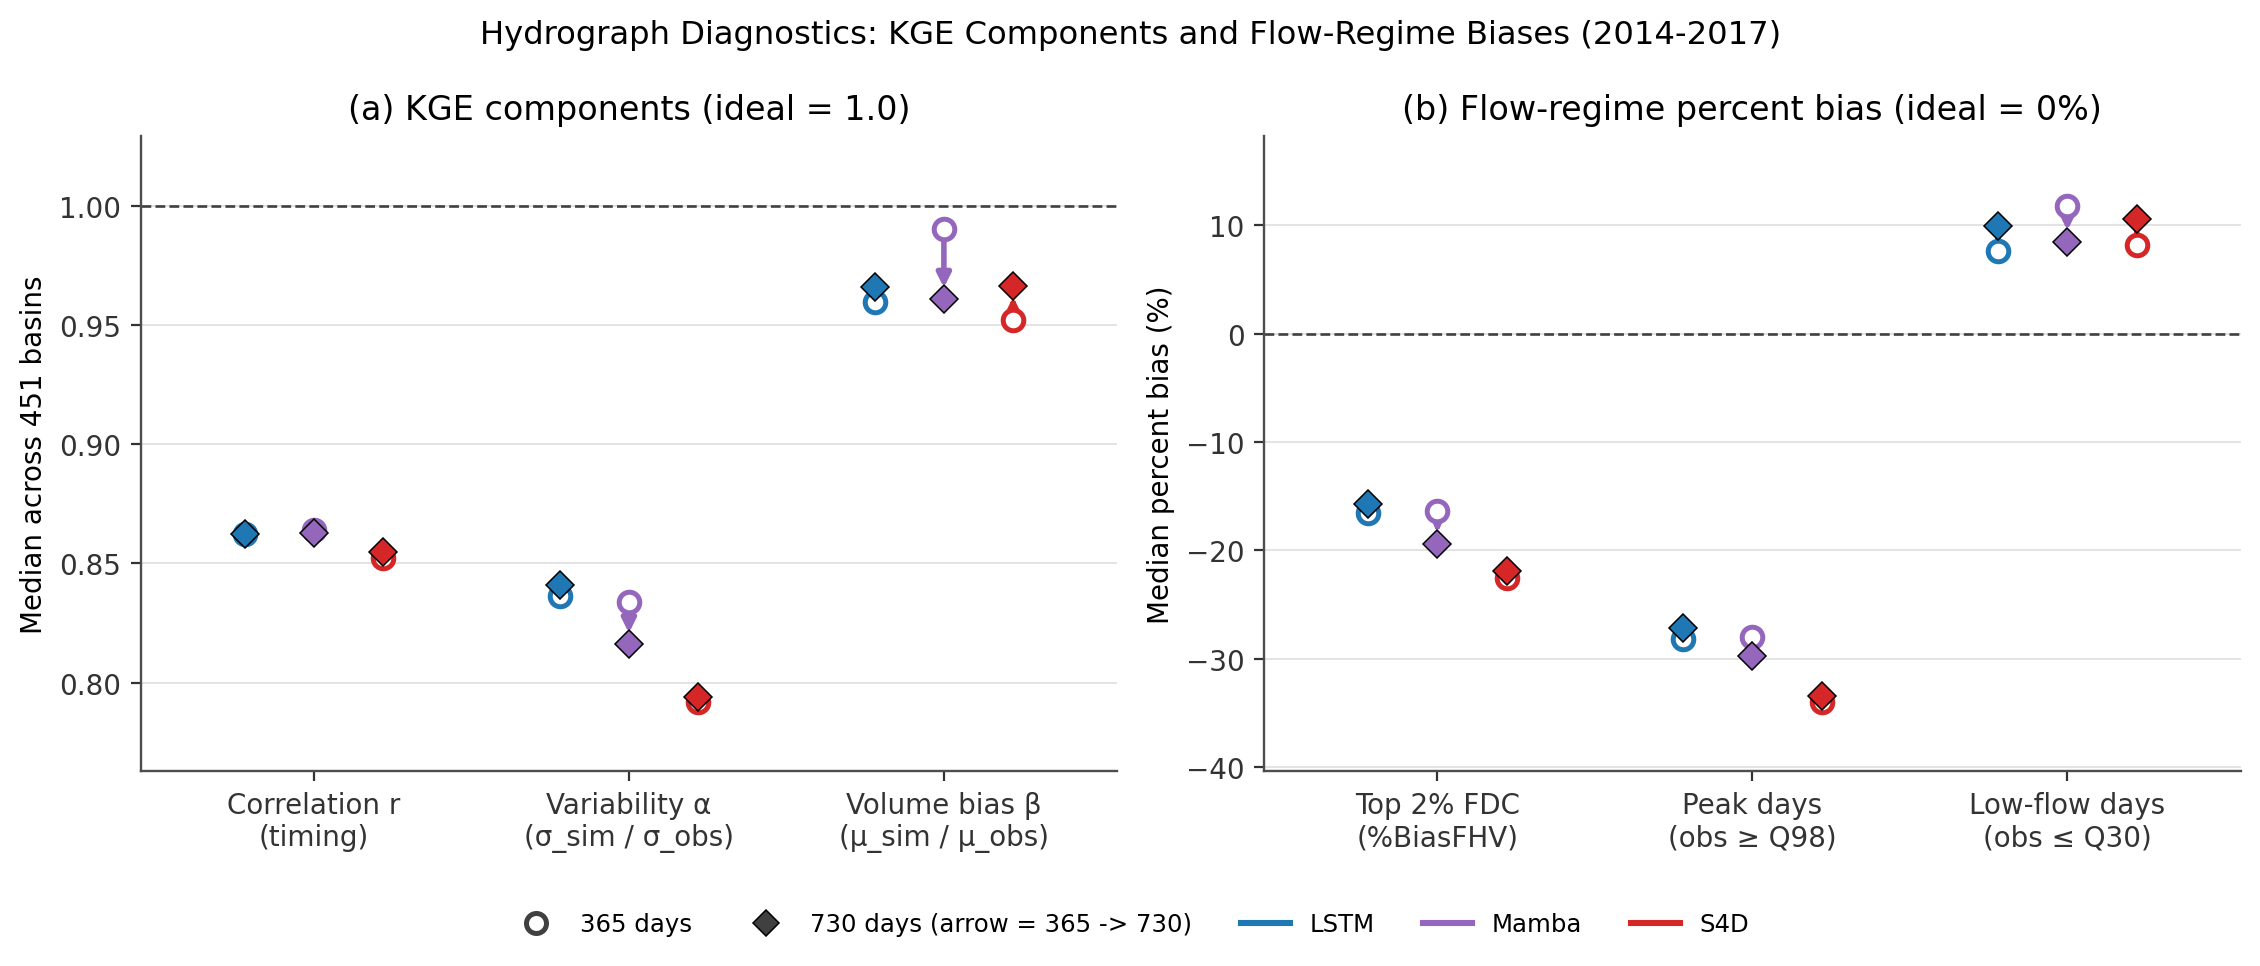 Hydrograph Diagnostics: KGE Components and Flow-Regime Biases (2014-2017)
(a) KGE components (ideal = 1.0)
Median across 451 basins
1.00
0.95
0.90
0.85
0.80
Correlation r
(timing)
Variability α
(σ_sim / σ_obs)
Volume bias β
(μ_sim / μ_obs)
(b) Flow-regime percent bias (ideal = 0%)
Median percent bias (%)
10
0
−10
−20
−30
−40
Top 2% FDC
(%BiasFHV)
Peak days
(obs ≥ Q98)
Low-flow days
(obs ≤ Q30)
365 days
730 days (arrow = 365 -> 730)
LSTM
Mamba
S4D